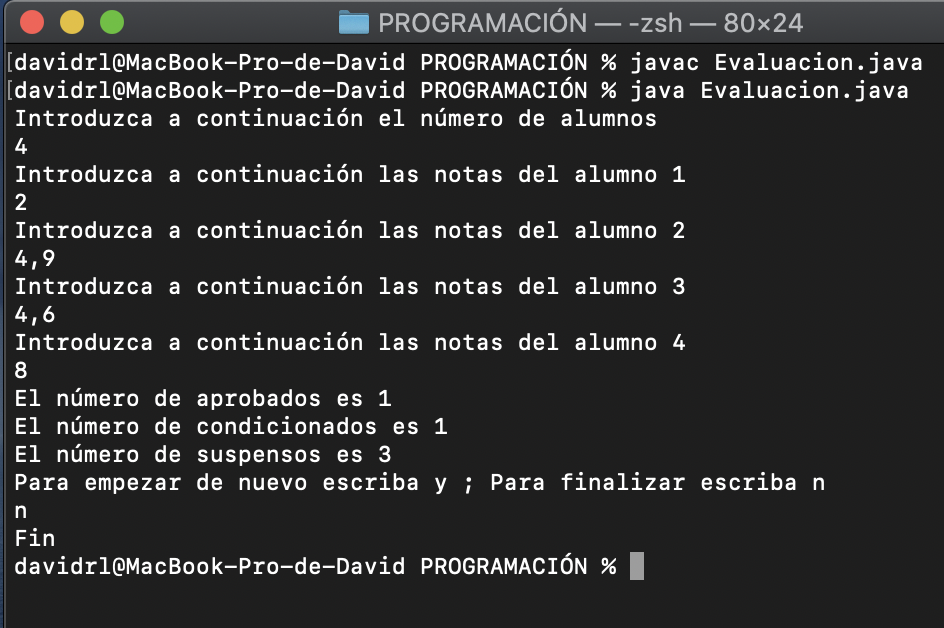 PROGRAMACIÓN — -zsh — 80×24
[davidrl@MacBook-Pro-de-David PROGRAMACIÓN % javac Evaluacion.java
[davidrl@MacBook-Pro-de-David PROGRAMACIÓN % java Evaluacion.java
Introduzca a continuación el número de alumnos
4
Introduzca a continuación las notas del alumno 1
2
Introduzca a continuación las notas del alumno 2
4,9
Introduzca a continuación las notas del alumno 3
4,6
Introduzca a continuación las notas del alumno 4
8
El número de aprobados es 1
El número de condicionados es 1
El número de suspensos es 3
Para empezar de nuevo escriba y ; Para finalizar escriba n
n
Fin
davidrl@MacBook-Pro-de-David PROGRAMACIÓN %